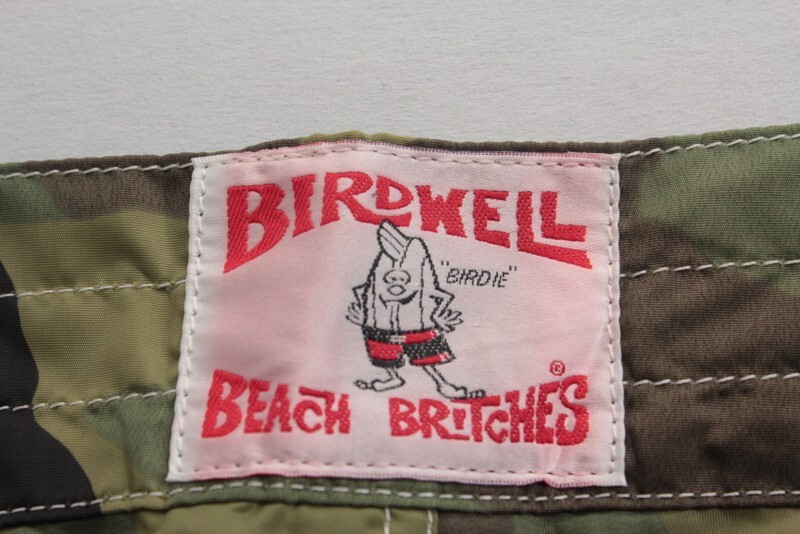 BIRDWELL
"BIRDIE"
®
BEACH BRITCHES